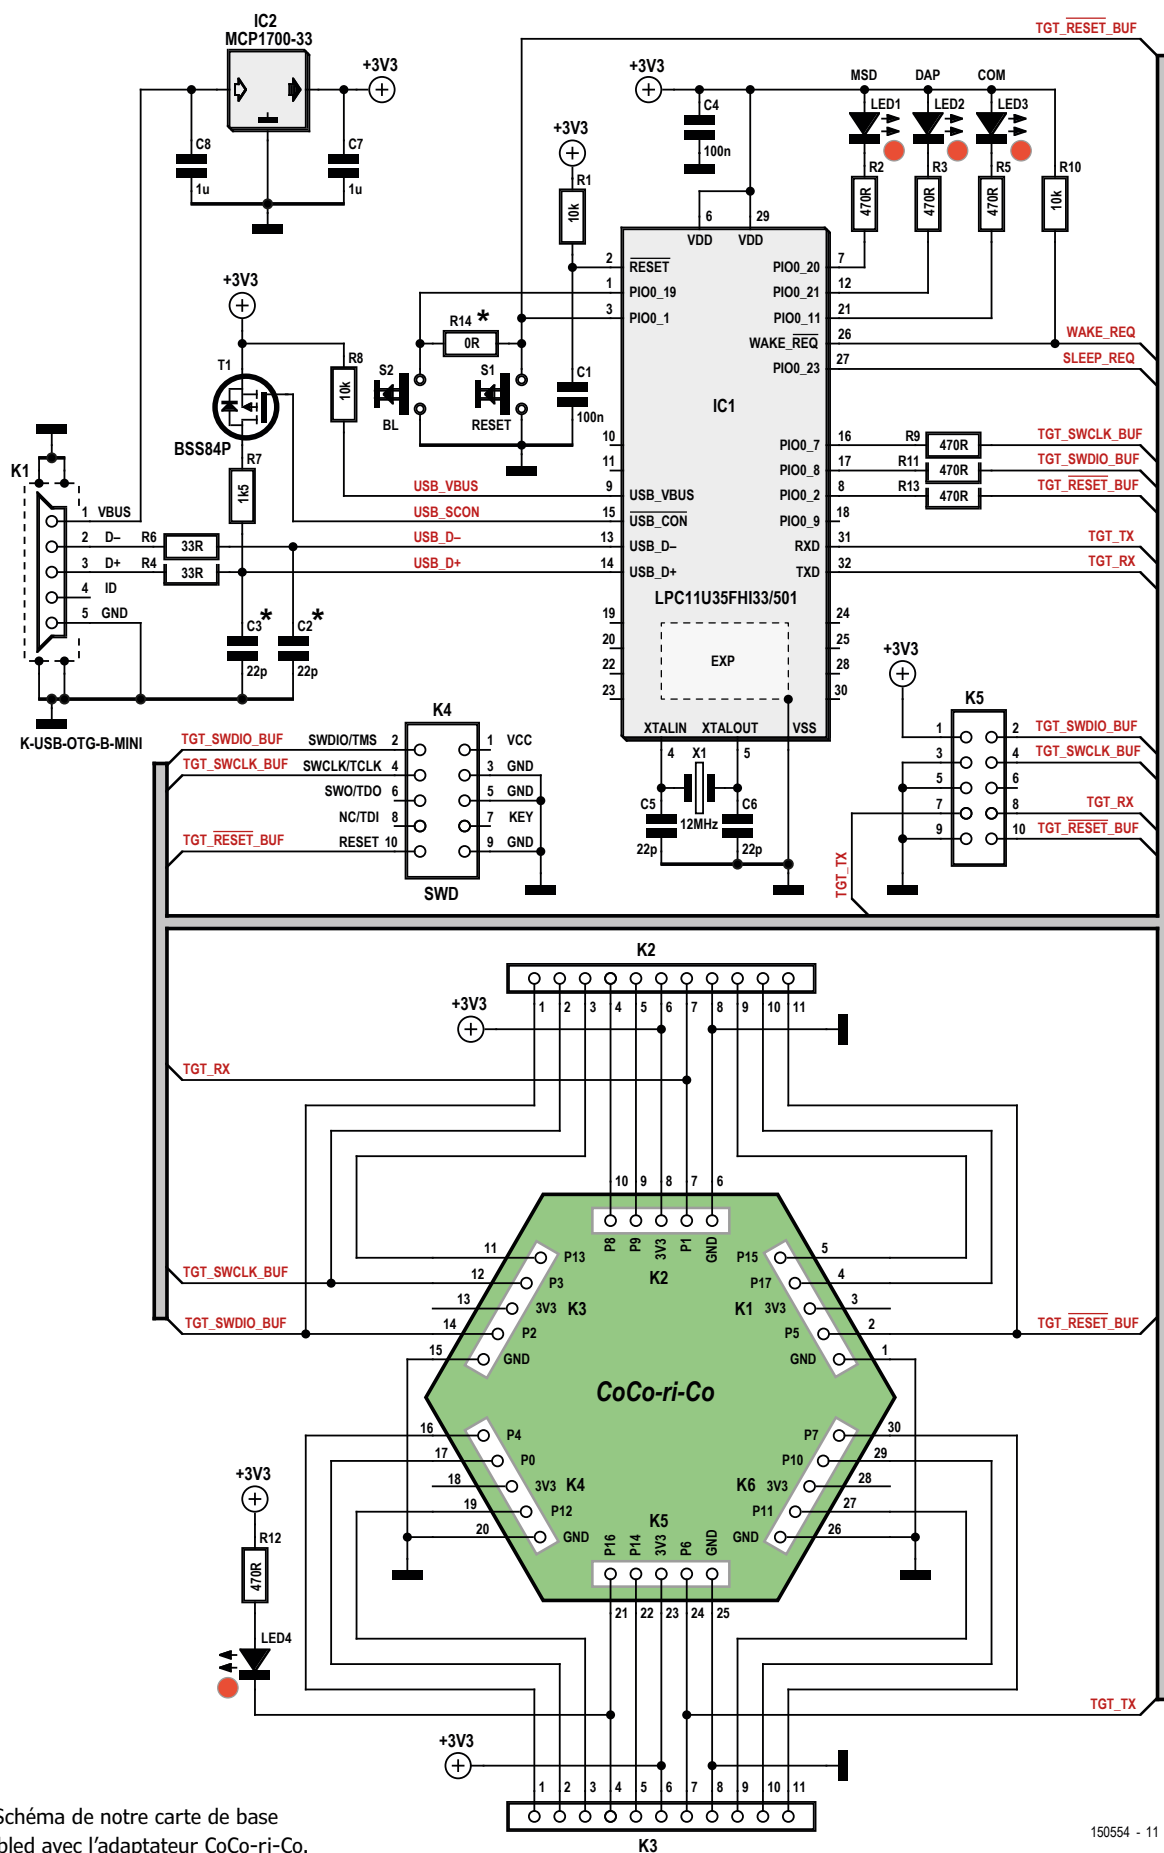 IC2
MCP1700-33
+3V3
C8
1u
C7
1u
TGT_RESET_BUF
+3V3
C4
100n
MSD
DAP
COM
LED1
LED2
LED3
R2
470R
R3
470R
R5
470R
R10
10k
+3V3
R1
10k
6
29
VDD
VDD
2
RESET
1
PIO0_19
3
PIO0_1
10
11
9
USB_VBUS
15
USB_CON
13
USB_D–
14
USB_D+
19
20
22
23
PIO0_20
7
PIO0_21
12
PIO0_11
21
WAKE_REQ
26
PIO0_23
27
IC1
PIO0_7
16
PIO0_8
17
PIO0_2
8
PIO0_9
18
RXD
31
TXD
32
LPC11U35FHI33/501
24
25
28
30
EXP
XTALIN
XTALOUT
VSS
4
5
WAKE_REQ
SLEEP_REQ
R9
470R
TGT_SWCLK_BUF
R11
470R
TGT_SWDIO_BUF
R13
470R
TGT_RESET_BUF
TGT_TX
TGT_RX
+3V3
T1
BSS84P
R8
10k
R7
1k5
R14 *
0R
S2
BL
S1
RESET
C1
100n
USB_VBUS
USB_SCON
USB_D–
USB_D+
K1
1
VBUS
2
D–
R6
33R
3
D+
R4
33R
4
ID
5
GND
C3 *
22p
C2 *
22p
K-USB-OTG-B-MINI
X1
12MHz
C5
22p
C6
22p
K4
TGT_SWDIO_BUF
SWDIO/TMS
2
1
VCC
TGT_SWCLK_BUF
SWCLK/TCLK
4
3
GND
SWO/TDO
6
5
GND
NC/TDI
8
7
KEY
TGT_RESET_BUF
RESET
10
9
GND
SWD
+3V3
K5
1
2
TGT_SWDIO_BUF
3
4
TGT_SWCLK_BUF
5
6
7
8
TGT_RX
9
10
TGT_RESET_BUF
TGT_TX
K2
1
2
3
4
5
6
7
8
9
10
11
+3V3
TGT_RX
10
9
8
7
6
P8
P9
3V3
P1
GND
K2
11
P13
TGT_SWCLK_BUF
12
P3
13
3V3
K3
TGT_SWDIO_BUF
14
P2
15
GND
P15
5
P17
4
K1
3V3
3
P5
2
TGT_RESET_BUF
GND
1
CoCo-ri-Co
16
P4
17
P0
18
3V3
K4
19
P12
20
GND
P7
30
P10
29
K6
3V3
28
P11
27
GND
26
K5
P16
P14
3V3
P6
GND
21
22
23
24
25
+3V3
R12
470R
LED4
TGT_TX
+3V3
1
2
3
4
5
6
7
8
9
10
11
K3
Schéma de notre carte de base
bled avec l'adaptateur CoCo-ri-Co.
150554 - 11